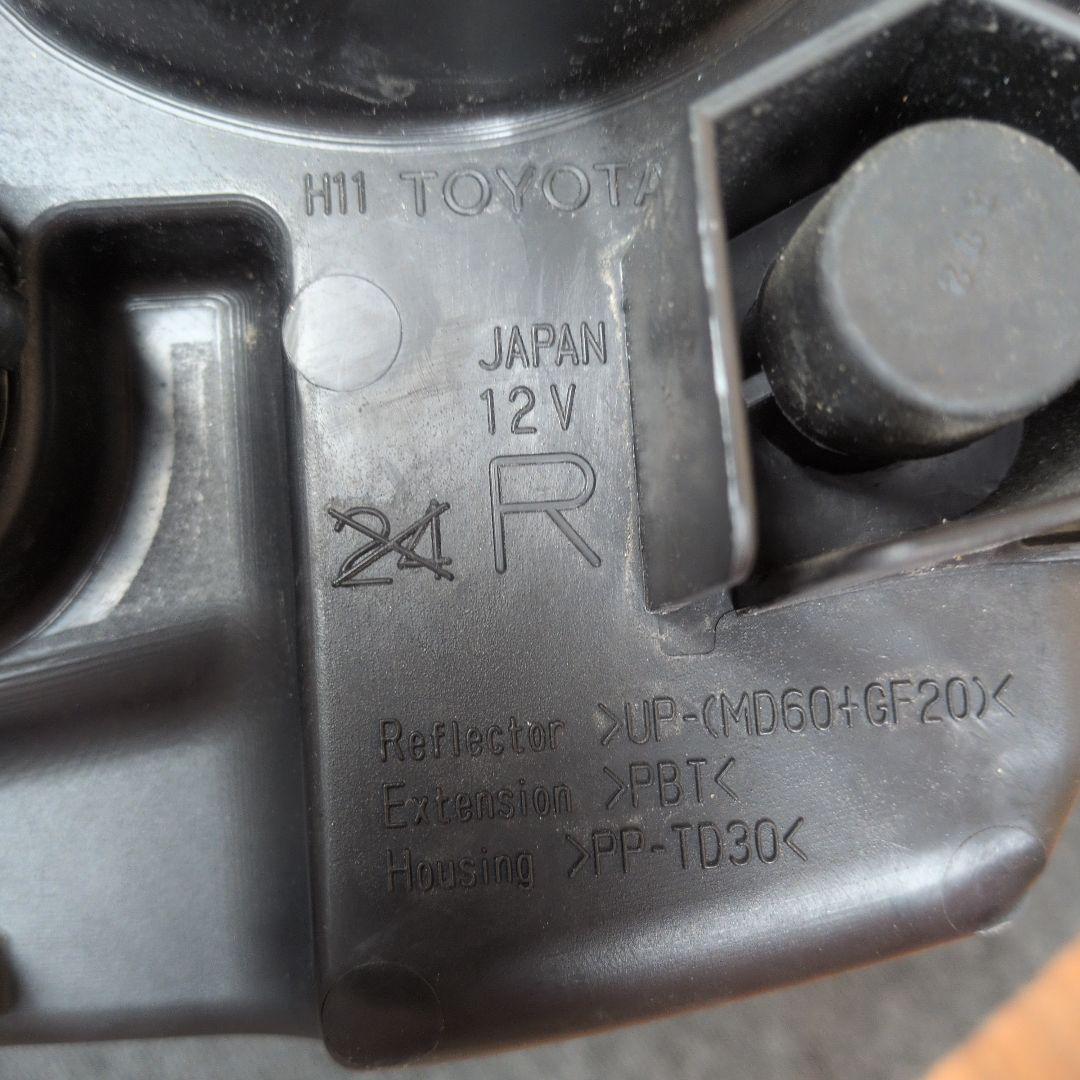 H11 TOYOTA
JAPAN
12V
24 R
Reflector >UP-(MD60+GF20)<
Extension >PBT<
Housing >PP-TD30<